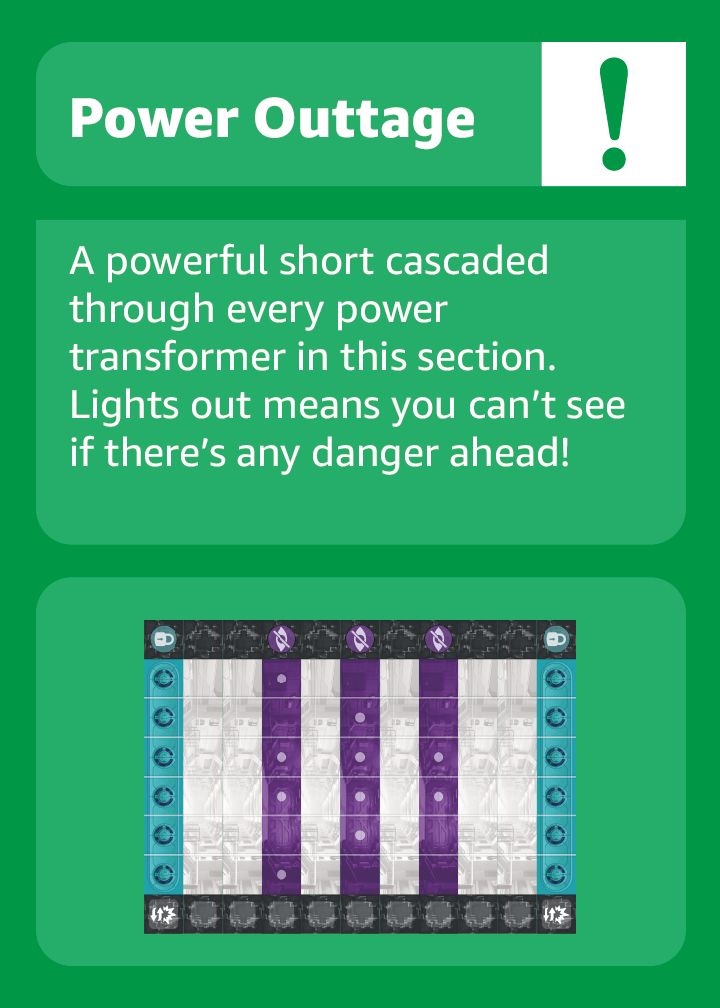 Power Outtage
!
A powerful short cascaded
through every power
transformer in this section.
Lights out means you can’t see
if there’s any danger ahead!